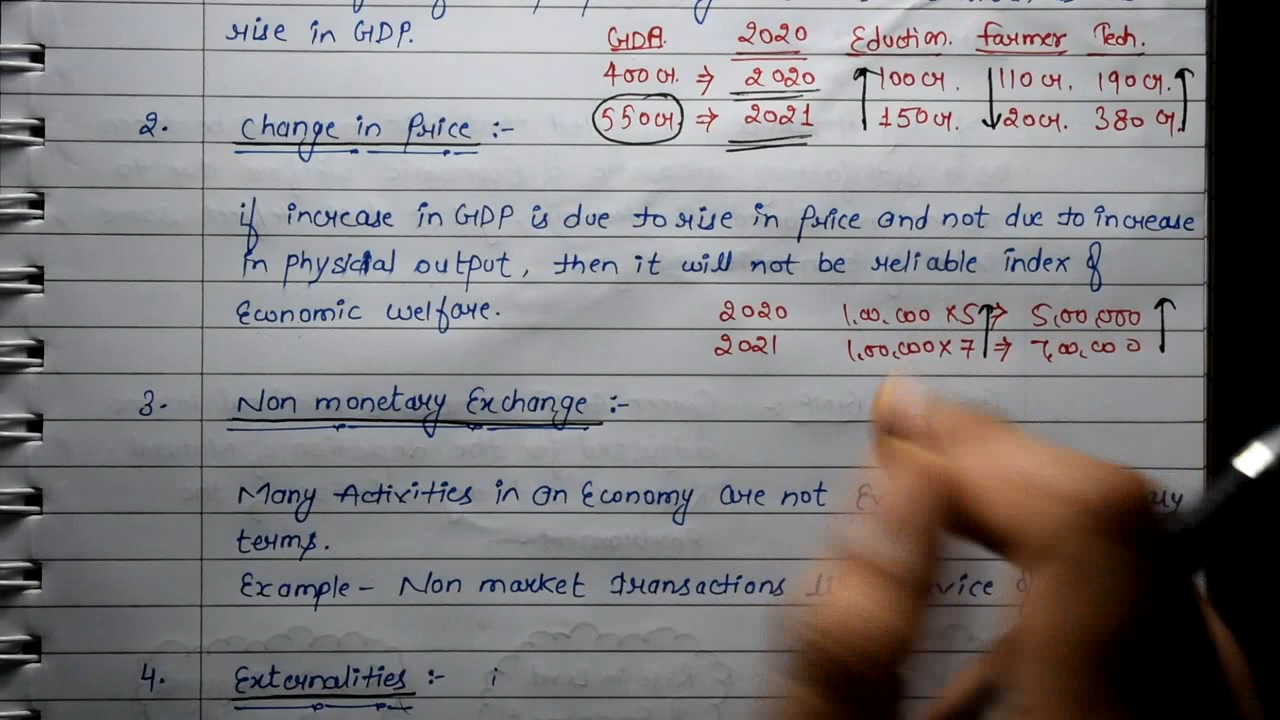 rise in GDP.
GDP. 2020 Eduction. farmer Tech.
400 cr. ⇒ 2020 100 cr. 110 cr. 190 cr.
550 cr ⇒ 2021 150 cr. 20 cr. 380 cr.
2. Change in Price :-
if increase in GDP is due to rise in Price and not due to increase
in physicial output, then it will not be reliable index of
Economic welfare.
2020 1,00,000 × 5 ⇒ 5,00,000
2021 1,00,000 × 7 ⇒ 7,00,000
3. Non monetary Exchange :-
Many Activities in an Economy are not
terms.
Example - Non market transactions
4. Externalities :- i